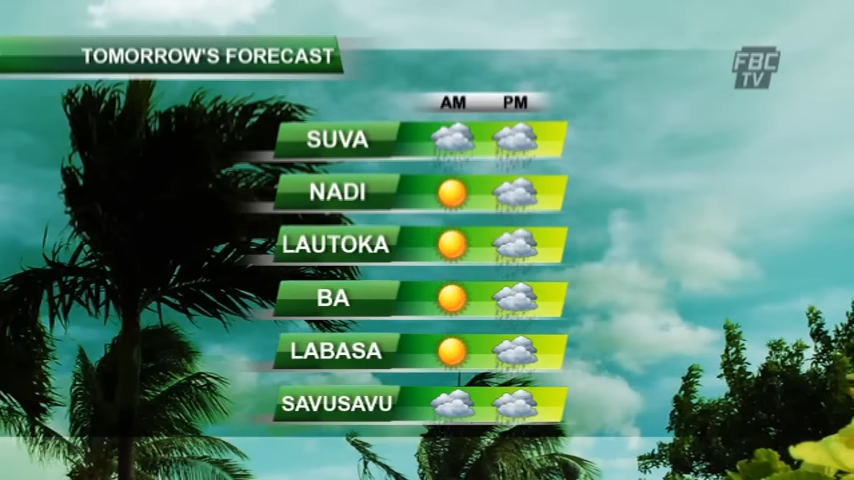 TOMORROW'S FORECAST
FBC
TV
AM PM
SUVA
NADI
LAUTOKA
BA
LABASA
SAVUSAVU